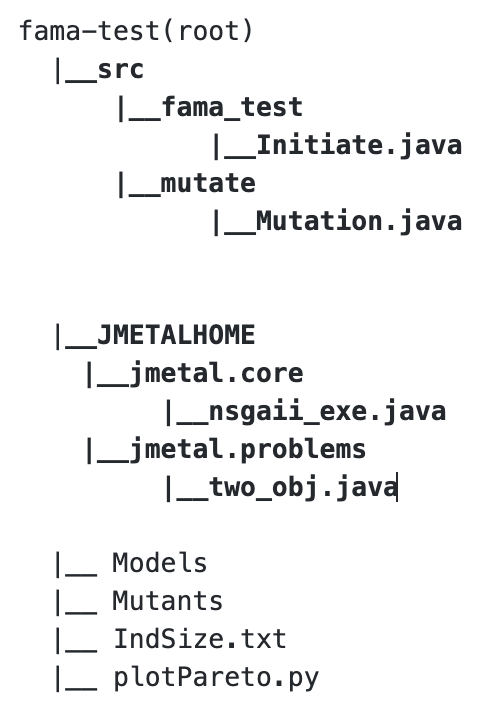 fama-test(root)
|__src
|__fama_test
|__Initiate.java
|__mutate
|__Mutation.java
|__JMETALHOME
|__jmetal.core
|__nsgaii_exe.java
|__jmetal.problems
|__two_obj.java
|__ Models
|__ Mutants
|__ IndSize.txt
|__ plotPareto.py